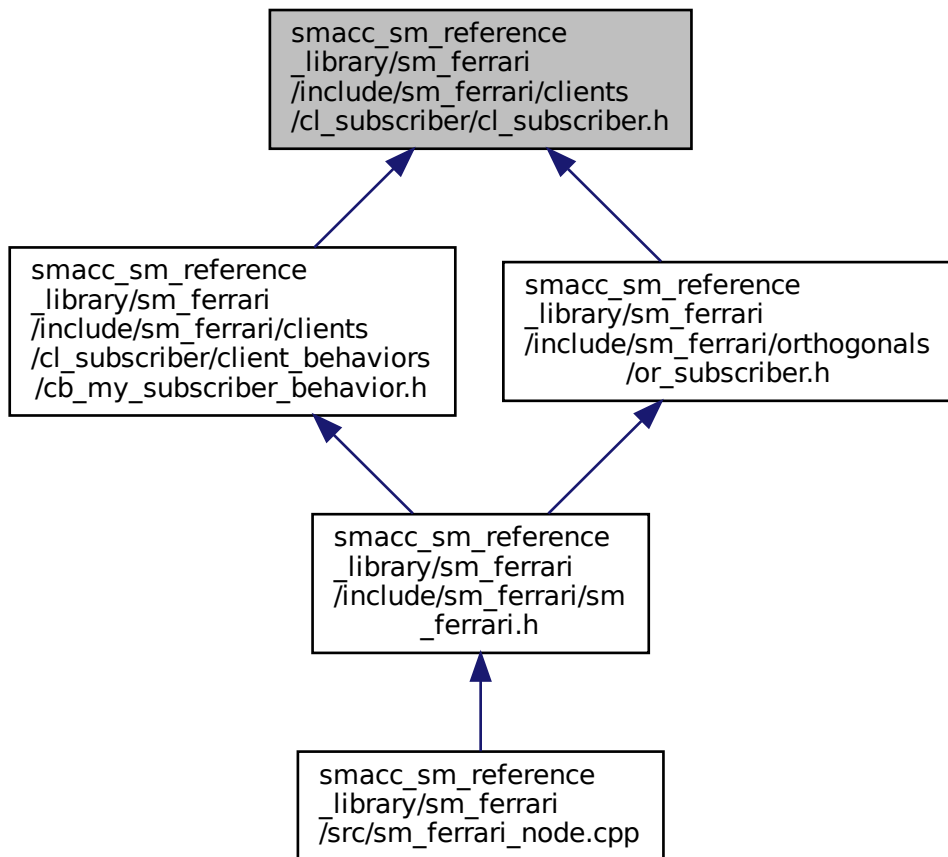 smacc_sm_reference
_library/sm_ferrari
/include/sm_ferrari/clients
/cl_subscriber/cl_subscriber.h
smacc_sm_reference
_library/sm_ferrari
/include/sm_ferrari/clients
/cl_subscriber/client_behaviors
/cb_my_subscriber_behavior.h
smacc_sm_reference
_library/sm_ferrari
/include/sm_ferrari/orthogonals
/or_subscriber.h
smacc_sm_reference
_library/sm_ferrari
/include/sm_ferrari/sm
_ferrari.h
smacc_sm_reference
_library/sm_ferrari
/src/sm_ferrari_node.cpp